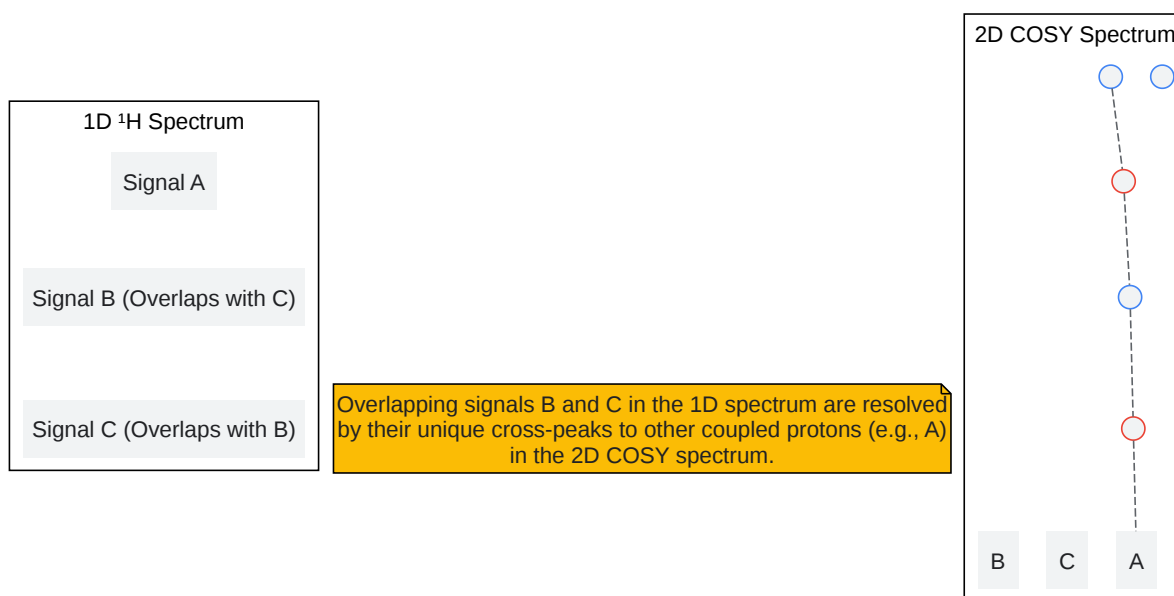 1D ¹H Spectrum
Signal A
Signal B (Overlaps with C)
Signal C (Overlaps with B)
Overlapping signals B and C in the 1D spectrum are resolved
by their unique cross-peaks to other coupled protons (e.g., A)
in the 2D COSY spectrum.
2D COSY Spectrum
B C A